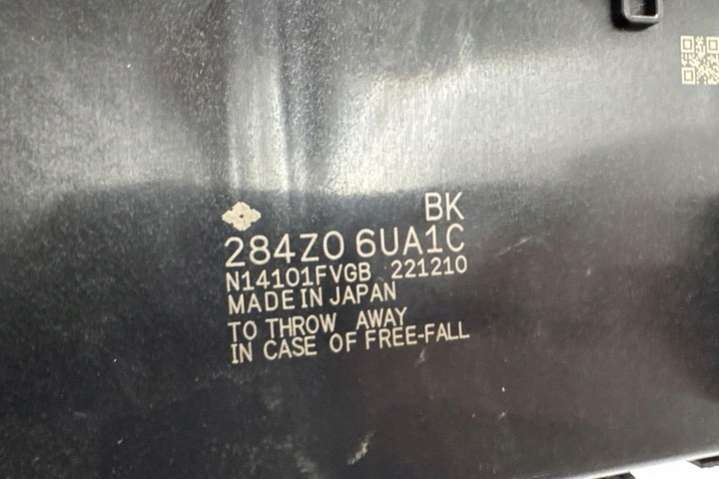 BK
284Z0 6UA1C
N14101FVGB 221210
MADE IN JAPAN
TO THROW AWAY
IN CASE OF FREE-FALL